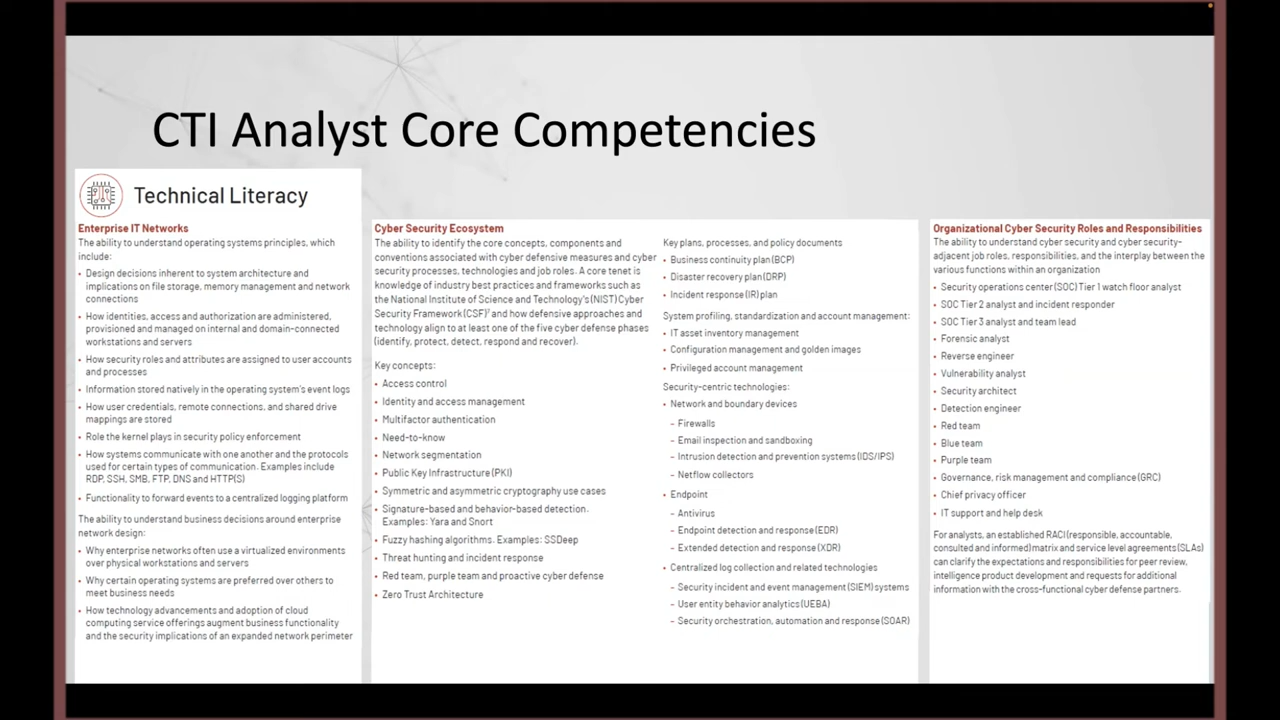 CTI Analyst Core Competencies
Technical Literacy
Enterprise IT Networks
The ability to understand operating systems principles, which
include:
• Design decisions inherent to system architecture and
implications on file storage, memory management and network
connections
• How identities, access and authorization are administered,
provisioned and managed on internal and domain-connected
workstations and servers
• How security roles and attributes are assigned to user accounts
and processes
• Information stored natively in the operating system's event logs
• How user credentials, remote connections, and shared drive
mappings are stored
• Role the kernel plays in security policy enforcement
• How systems communicate with one another and the protocols
used for certain types of communication. Examples include
RDP, SSH, SMB, FTP, DNS and HTTP(S)
• Functionality to forward events to a centralized logging platform
The ability to understand business decisions around enterprise
network design:
• Why enterprise networks often use a virtualized environments
over physical workstations and servers
• Why certain operating systems are preferred over others to
meet business needs
• How technology advancements and adoption of cloud
computing service offerings augment business functionality
and the security implications of an expanded network perimeter
Cyber Security Ecosystem
The ability to identify the core concepts, components and
conventions associated with cyber defensive measures and cyber
security processes, technologies and job roles. A core tenet is
knowledge of industry best practices and frameworks such as
the National Institute of Science and Technology's (NIST) Cyber
Security Framework (CSF)⁷ and how defensive approaches and
technology align to at least one of the five cyber defense phases
(identify, protect, detect, respond and recover).
Key concepts:
• Access control
• Identity and access management
• Multifactor authentication
• Need-to-know
• Network segmentation
• Public Key Infrastructure (PKI)
• Symmetric and asymmetric cryptography use cases
• Signature-based and behavior-based detection.
Examples: Yara and Snort
• Fuzzy hashing algorithms. Examples: SSDeep
• Threat hunting and incident response
• Red team, purple team and proactive cyber defense
• Zero Trust Architecture
Key plans, processes, and policy documents
• Business continuity plan (BCP)
• Disaster recovery plan (DRP)
• Incident response (IR) plan
System profiling, standardization and account management:
• IT asset inventory management
• Configuration management and golden images
• Privileged account management
Security-centric technologies:
• Network and boundary devices
– Firewalls
– Email inspection and sandboxing
– Intrusion detection and prevention systems (IDS/IPS)
– Netflow collectors
• Endpoint
– Antivirus
– Endpoint detection and response (EDR)
– Extended detection and response (XDR)
• Centralized log collection and related technologies
– Security incident and event management (SIEM) systems
– User entity behavior analytics (UEBA)
– Security orchestration, automation and response (SOAR)
Organizational Cyber Security Roles and Responsibilities
The ability to understand cyber security and cyber security-
adjacent job roles, responsibilities, and the interplay between the
various functions within an organization
• Security operations center (SOC) Tier 1 watch floor analyst
• SOC Tier 2 analyst and incident responder
• SOC Tier 3 analyst and team lead
• Forensic analyst
• Reverse engineer
• Vulnerability analyst
• Security architect
• Detection engineer
• Red team
• Blue team
• Purple team
• Governance, risk management and compliance (GRC)
• Chief privacy officer
• IT support and help desk
For analysts, an established RACI (responsible, accountable,
consulted and informed) matrix and service level agreements (SLAs)
can clarify the expectations and responsibilities for peer review,
intelligence product development and requests for additional
information with the cross-functional cyber defense partners.